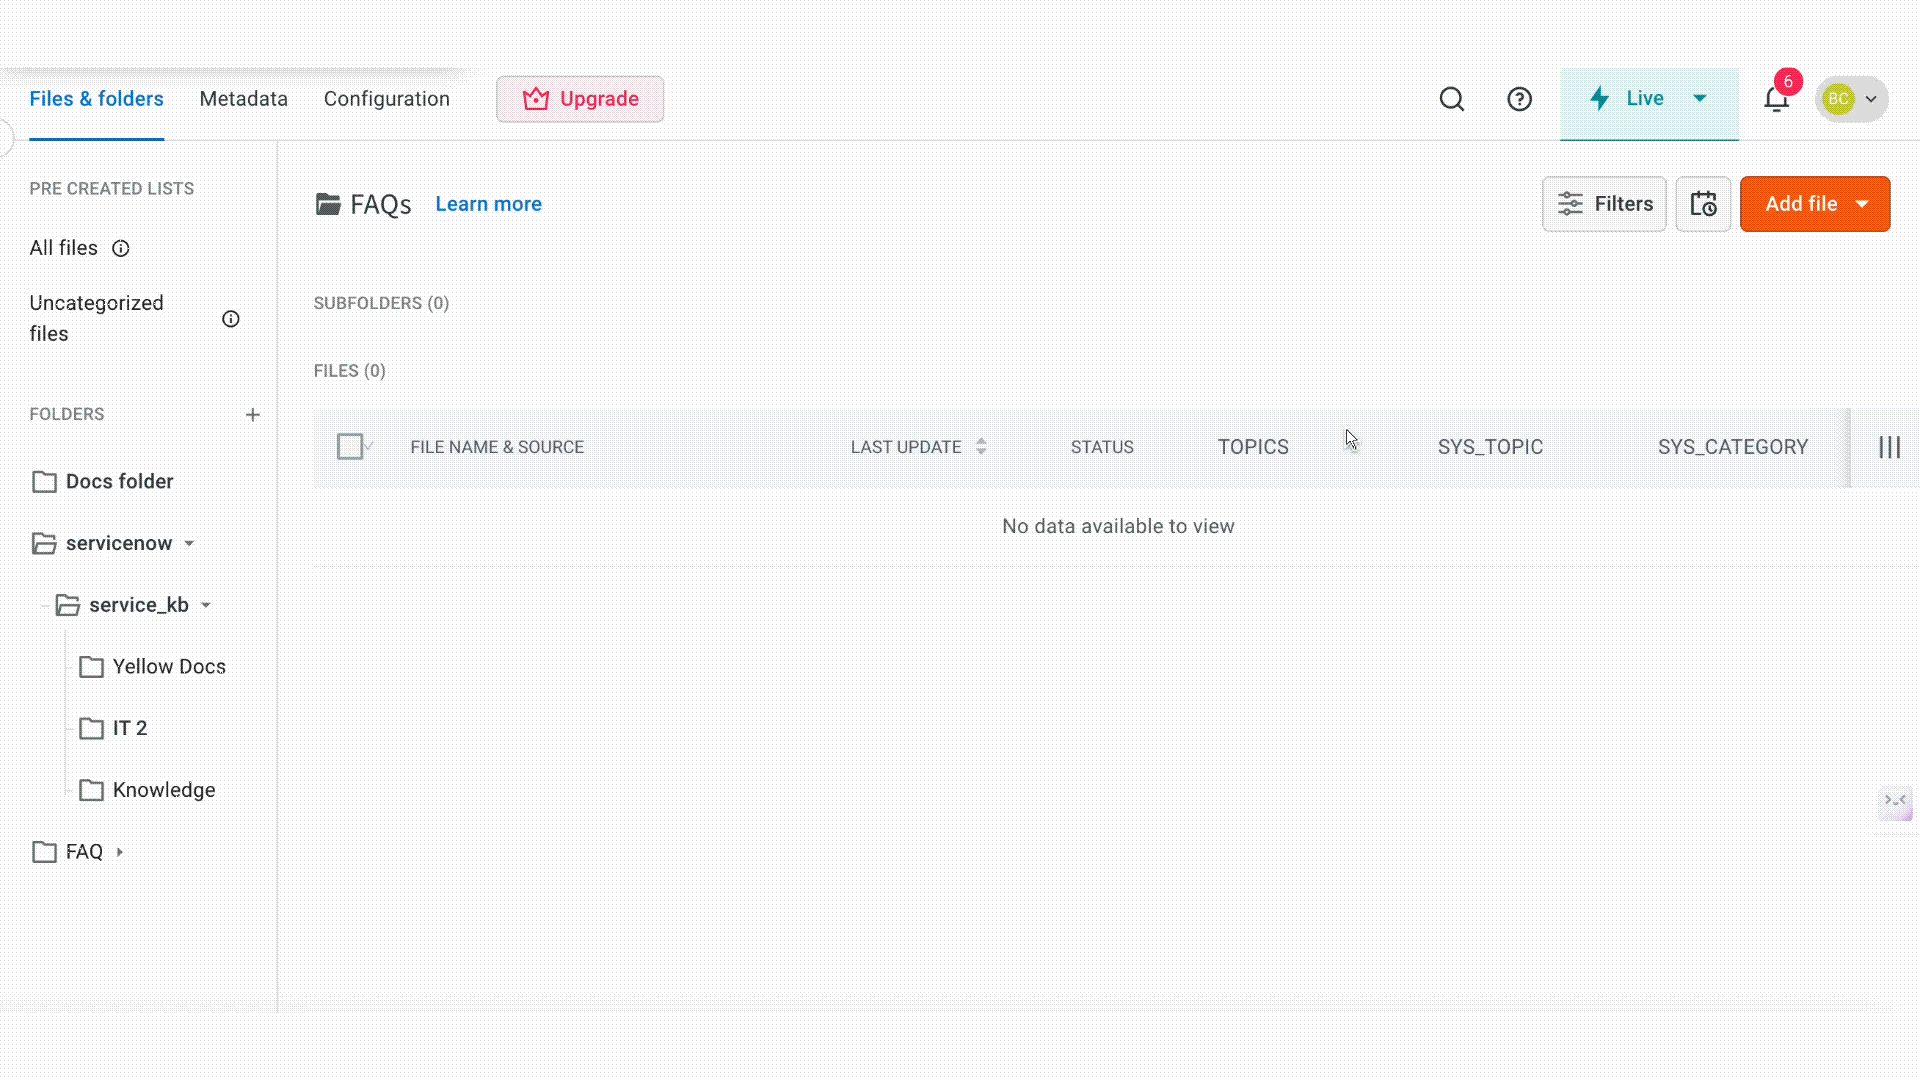 Files & folders Metadata Configuration Upgrade Live 6 BC
PRE CREATED LISTS
FAQs Learn more Filters Add file
All files
Uncategorized
files
SUBFOLDERS (0)
FILES (0)
FOLDERS
FILE NAME & SOURCE LAST UPDATE STATUS TOPICS SYS_TOPIC SYS_CATEGORY
Docs folder
No data available to view
servicenow
service_kb
Yellow Docs
IT 2
Knowledge
FAQ